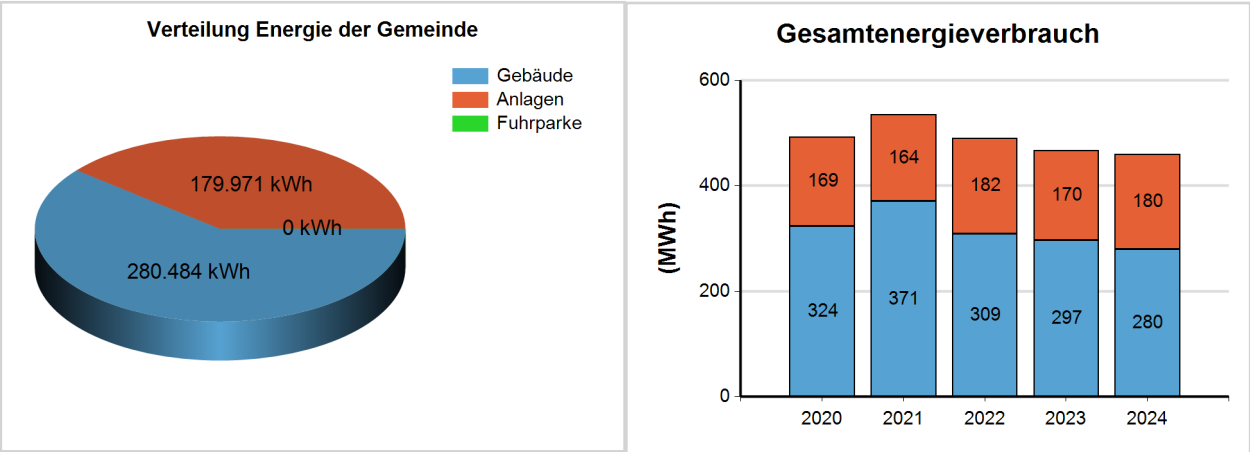 Verteilung Energie der Gemeinde
Gebäude
Anlagen
Fuhrparke
179.971 kWh
0 kWh
280.484 kWh
Gesamtenergieverbrauch
(MWh)
600
400
200
0
169
164
182
170
180
324
371
309
297
280
2020
2021
2022
2023
2024